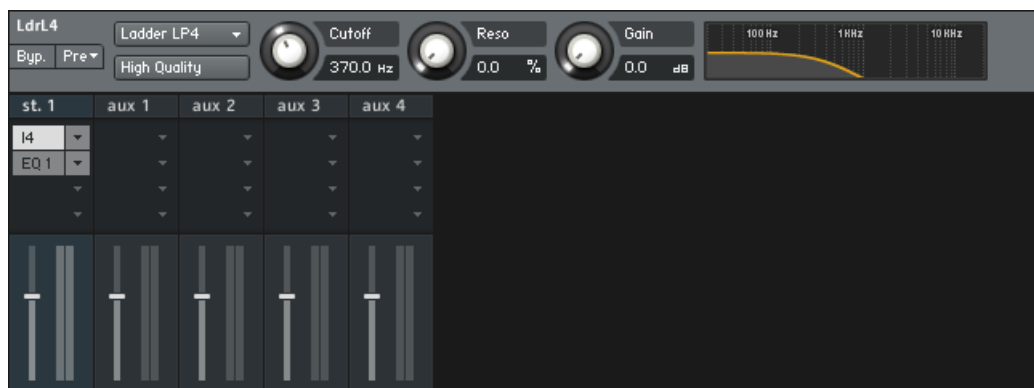 LdrL4
Ladder LP4
Cutoff
Reso
Gain
100 Hz 1 KHz 10 KHz
Byp. Pre
High Quality
370.0 Hz
0.0 %
0.0 dB
st. 1 aux 1 aux 2 aux 3 aux 4
l4
EQ 1